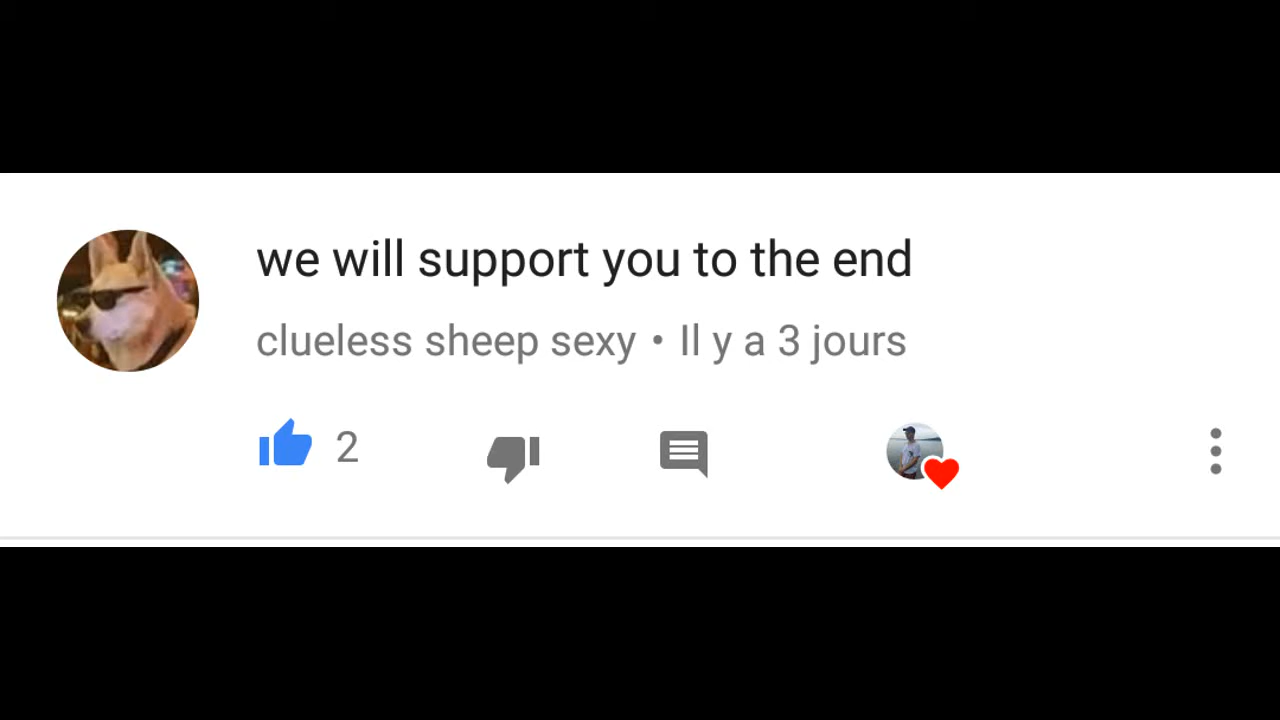 we will support you to the end
clueless sheep sexy • Il y a 3 jours
2